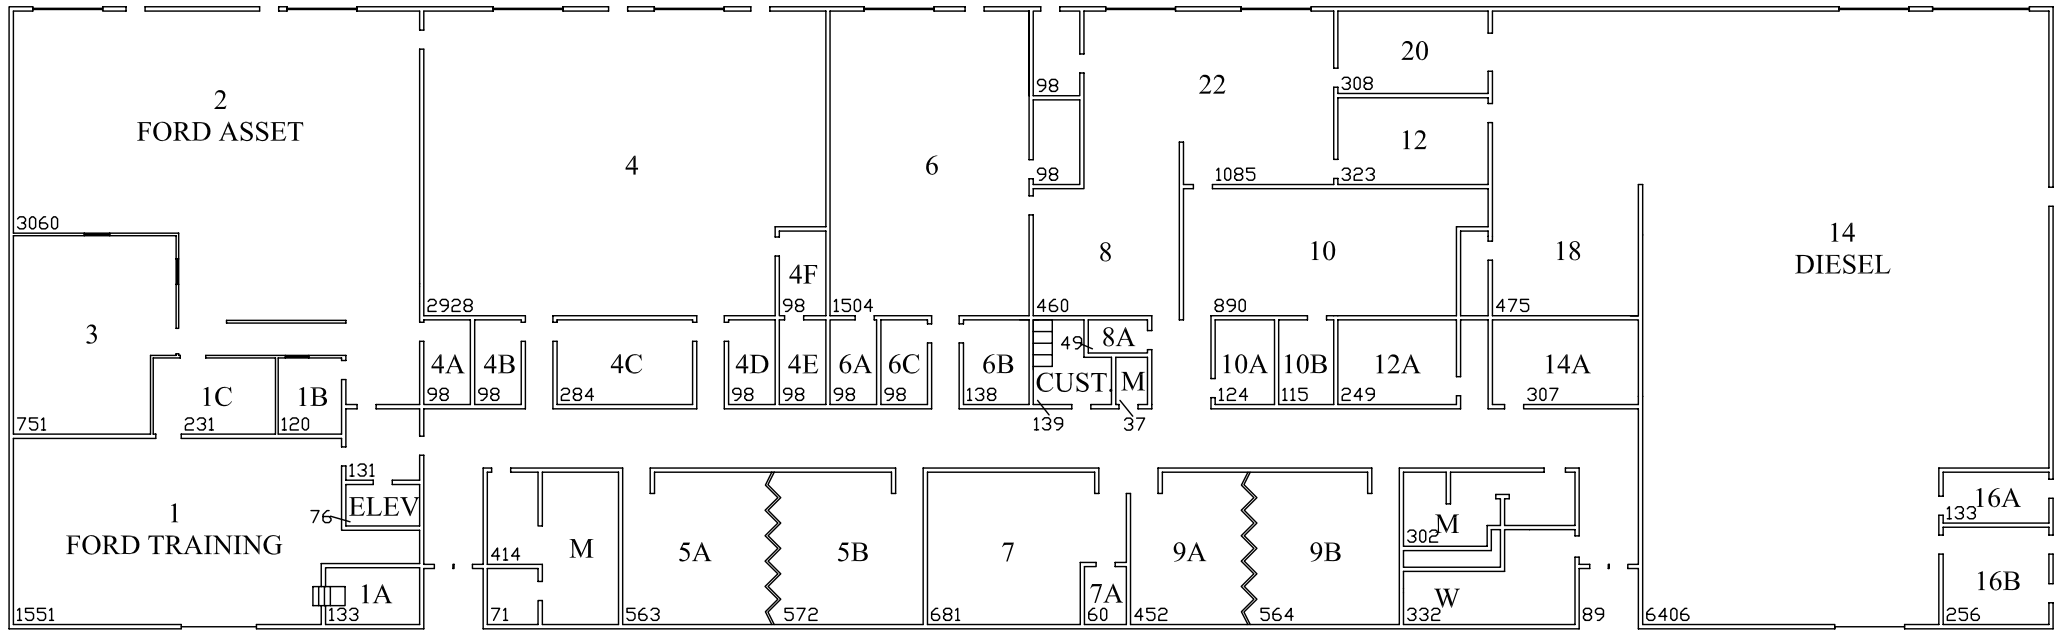 20
98
308
22
2
FORD ASSET
12
4
6
98
1085
323
3060
14
DIESEL
8
10
18
4F
2928
98
1504
460
890
475
3
49
8A
4A
4B
4C
4D
4E
6A
6C
6B
10A
10B
12A
14A
1C
1B
CUST.
M
98
98
284
98
98
98
98
138
124
115
249
307
751
231
120
139
37
131
ELEV
76
16A
133
1
FORD TRAINING
M
302
414
M
5A
5B
7
9A
9B
16B
1A
7A
W
1551
133
71
563
572
681
60
452
564
332
89
6406
256